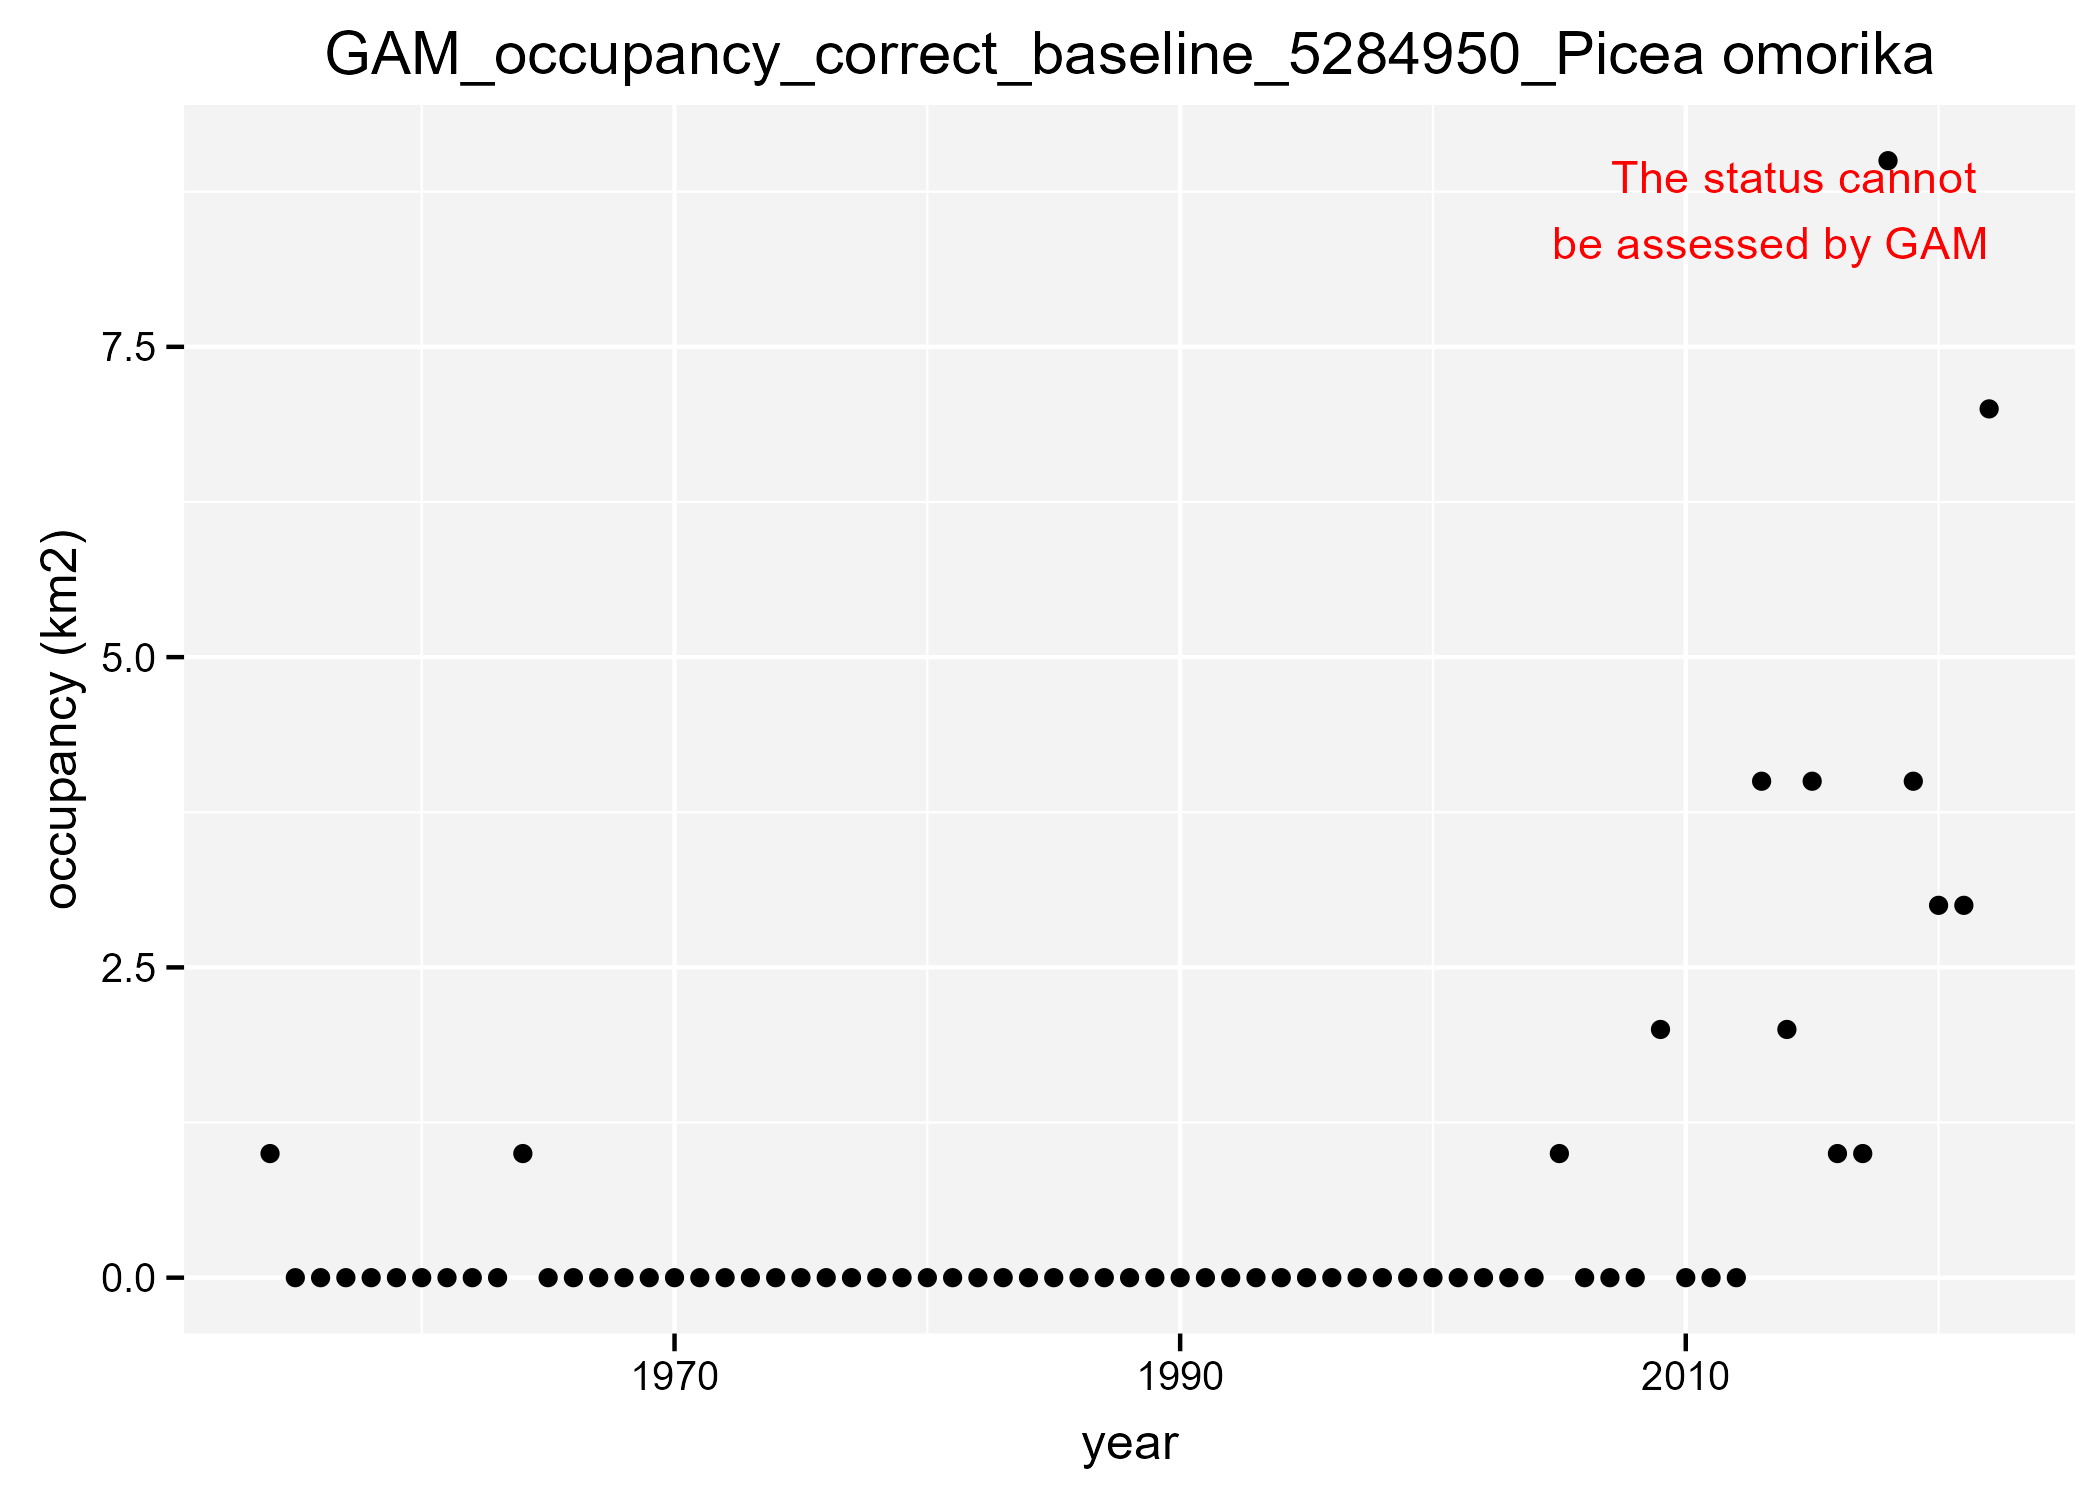 GAM_occupancy_correct_baseline_5284950_Picea omorika
The status cannot
be assessed by GAM
7.5
5.0
2.5
0.0
occupancy (km2)
1970 1990 2010
year